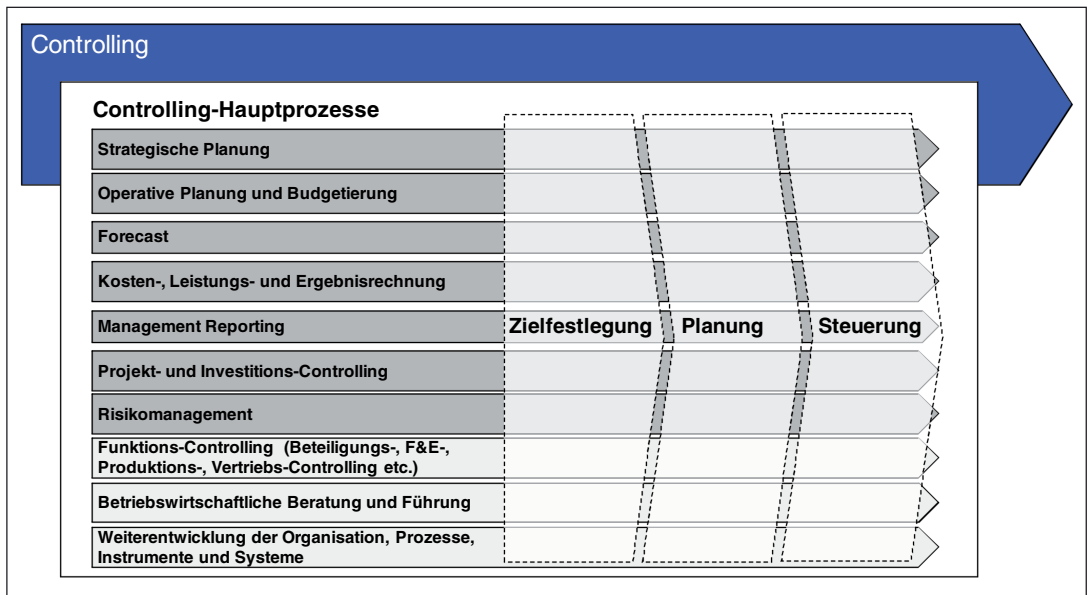 Controlling
Controlling-Hauptprozesse
Strategische Planung
Operative Planung und Budgetierung
Forecast
Kosten-, Leistungs- und Ergebnisrechnung
Management Reporting
Zielfestlegung
Planung
Steuerung
Projekt- und Investitions-Controlling
Risikomanagement
Funktions-Controlling (Beteiligungs-, F&E-,
Produktions-, Vertriebs-Controlling etc.)
Betriebswirtschaftliche Beratung und Führung
Weiterentwicklung der Organisation, Prozesse,
Instrumente und Systeme